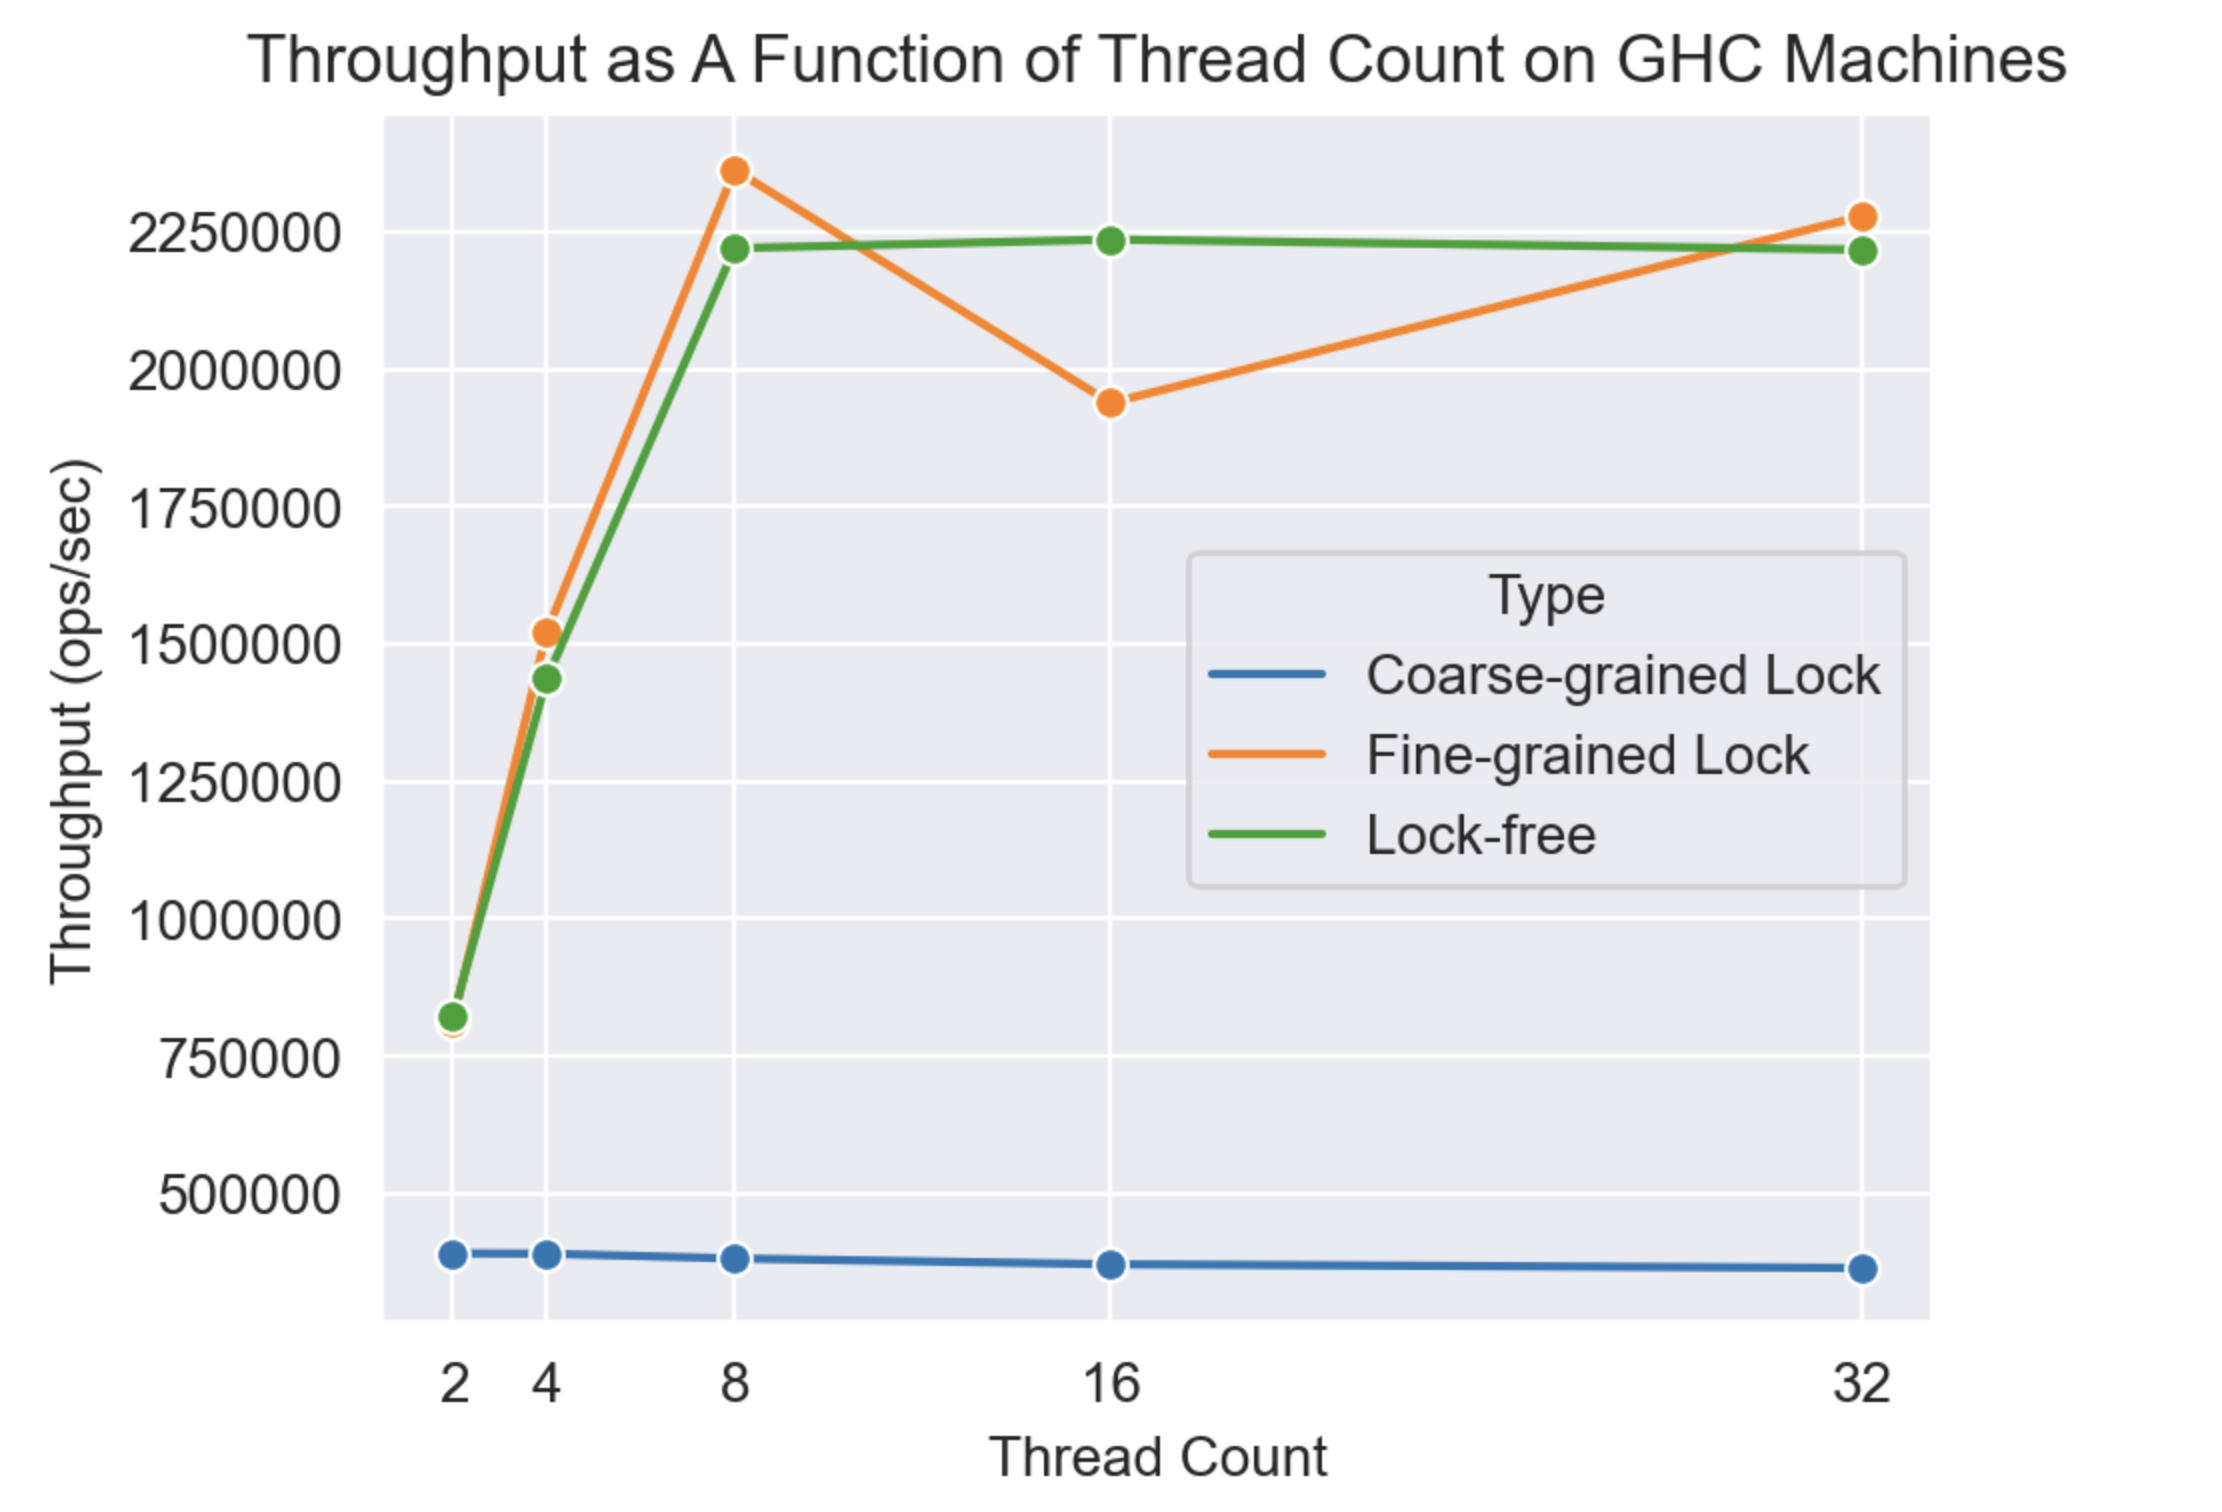 Throughput as A Function of Thread Count on GHC Machines
Throughput (ops/sec)
2250000
2000000
1750000
1500000
1250000
1000000
750000
500000
Type
Coarse-grained Lock
Fine-grained Lock
Lock-free
2 4 8 16 32
Thread Count